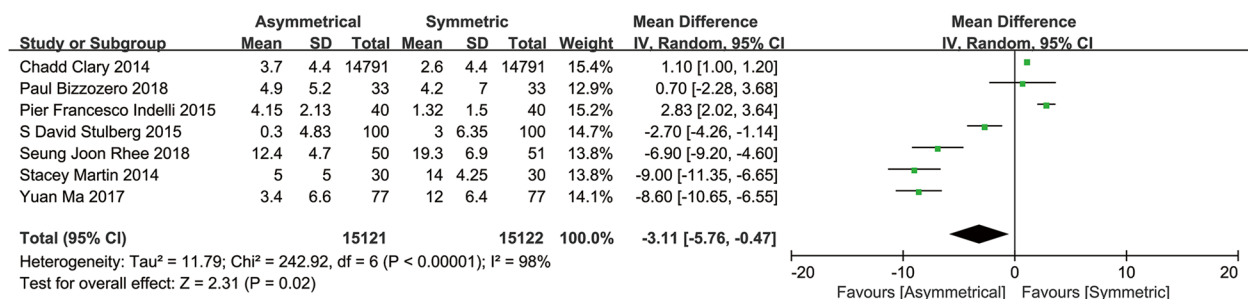 Asymmetrical Symmetric Mean Difference Mean Difference
Study or Subgroup Mean SD Total Mean SD Total Weight IV, Random, 95% CI IV, Random, 95% CI
Chadd Clary 2014 3.7 4.4 14791 2.6 4.4 14791 15.4% 1.10 [1.00, 1.20]
Paul Bizzozero 2018 4.9 5.2 33 4.2 7 33 12.9% 0.70 [-2.28, 3.68]
Pier Francesco Indelli 2015 4.15 2.13 40 1.32 1.5 40 15.2% 2.83 [2.02, 3.64]
S David Stulberg 2015 0.3 4.83 100 3 6.35 100 14.7% -2.70 [-4.26, -1.14]
Seung Joon Rhee 2018 12.4 4.7 50 19.3 6.9 51 13.8% -6.90 [-9.20, -4.60]
Stacey Martin 2014 5 5 30 14 4.25 30 13.8% -9.00 [-11.35, -6.65]
Yuan Ma 2017 3.4 6.6 77 12 6.4 77 14.1% -8.60 [-10.65, -6.55]
Total (95% CI) 15121 15122 100.0% -3.11 [-5.76, -0.47]
Heterogeneity: Tau² = 11.79; Chi² = 242.92, df = 6 (P < 0.00001); I² = 98%
Test for overall effect: Z = 2.31 (P = 0.02)
-20 -10 0 10 20
Favours [Asymmetrical] Favours [Symmetric]